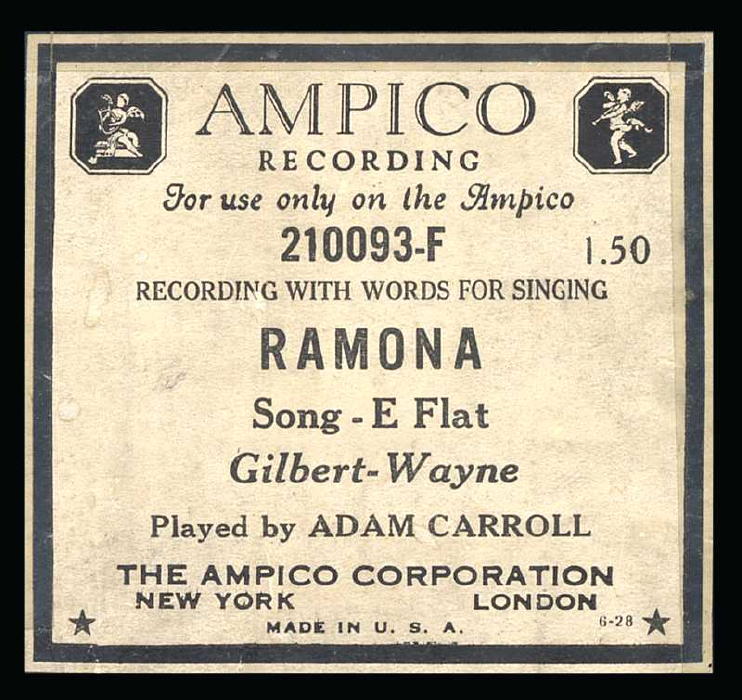 AMPICO
RECORDING
For use only on the Ampico
210093-F 1.50
RECORDING WITH WORDS FOR SINGING
RAMONA
Song - E Flat
Gilbert-Wayne
Played by ADAM CARROLL
THE AMPICO CORPORATION
NEW YORK LONDON
MADE IN U. S. A. 6-28